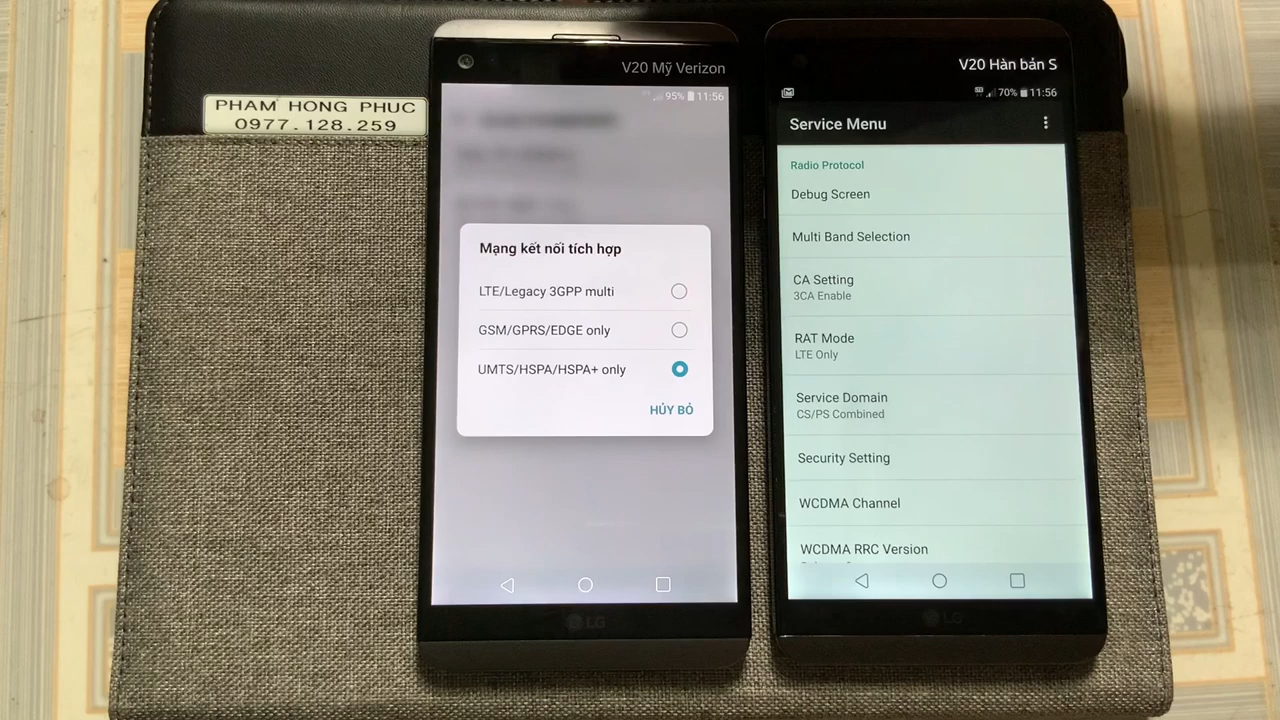 PHAM HONG PHUC
0977.128.259
V20 Mỹ Verizon
95% 11:56
Mạng kết nối tích hợp
LTE/Legacy 3GPP multi
GSM/GPRS/EDGE only
UMTS/HSPA/HSPA+ only
HỦY BỎ
LG
V20 Hàn bản S
70% 11:56
Service Menu
Radio Protocol
Debug Screen
Multi Band Selection
CA Setting
3CA Enable
RAT Mode
LTE Only
Service Domain
CS/PS Combined
Security Setting
WCDMA Channel
WCDMA RRC Version
LG